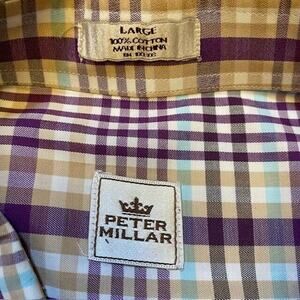 LARGE
100% COTTON
MADE IN CHINA
PETER
MILLAR